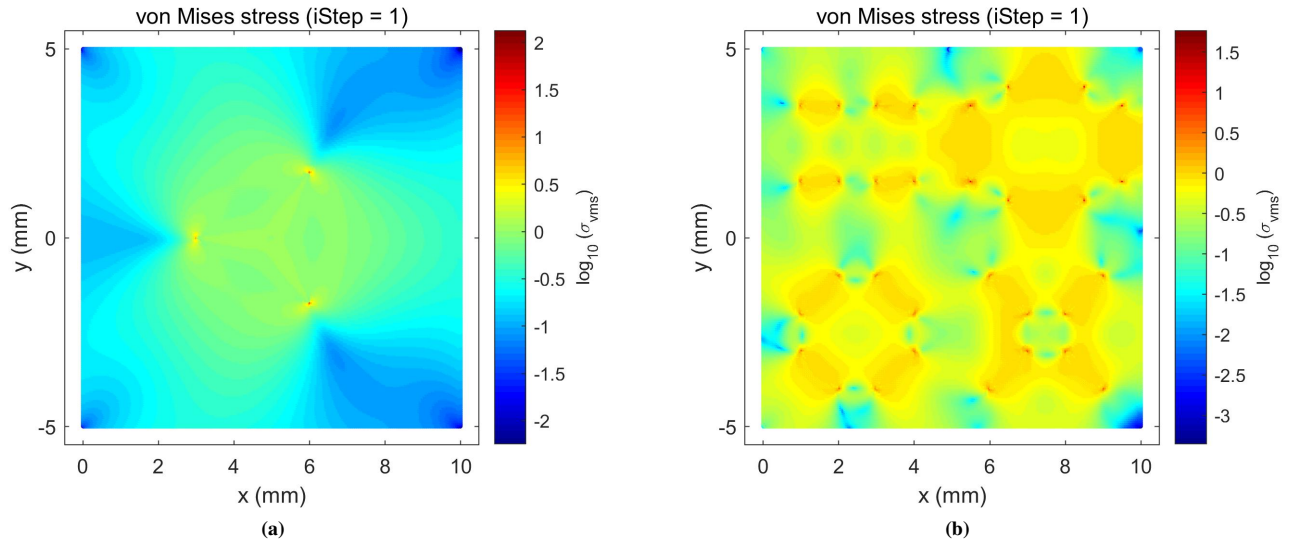 von Mises stress (iStep = 1)
5
0
-5
y (mm)
0 2 4 6 8 10
x (mm)
2
1.5
1
0.5
0
-0.5
-1
-1.5
-2
log10 (σvms)
(a)
von Mises stress (iStep = 1)
5
0
-5
y (mm)
0 2 4 6 8 10
x (mm)
1.5
1
0.5
0
-0.5
-1
-1.5
-2
-2.5
-3
log10 (σvms)
(b)